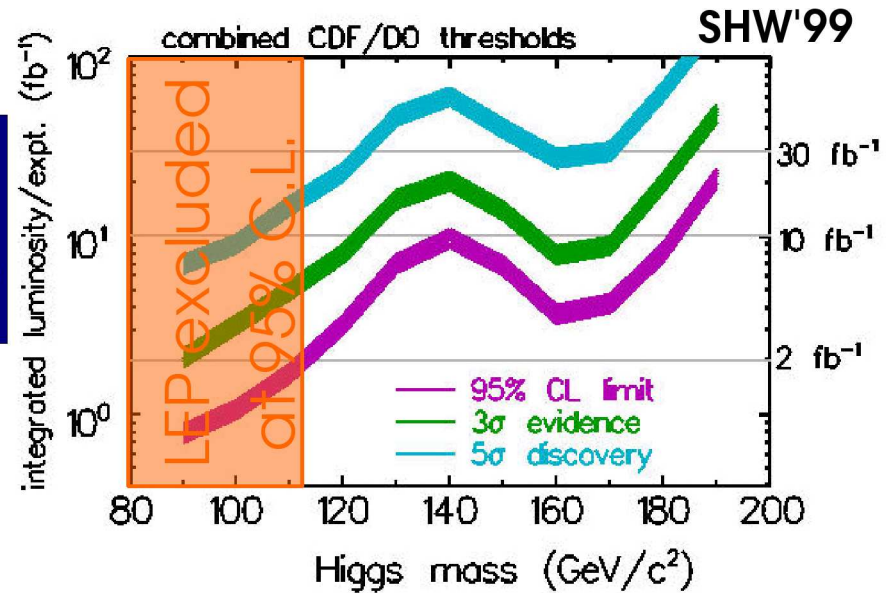 SHW'99
combined CDF/D0 thresholds
integrated luminosity/expt. (fb⁻¹)
10²
10¹
10⁰
30 fb⁻¹
10 fb⁻¹
2 fb⁻¹
LEP excluded
at 95% C.L.
95% CL limit
3σ evidence
5σ discovery
80 100 120 140 160 180 200
Higgs mass (GeV/c²)